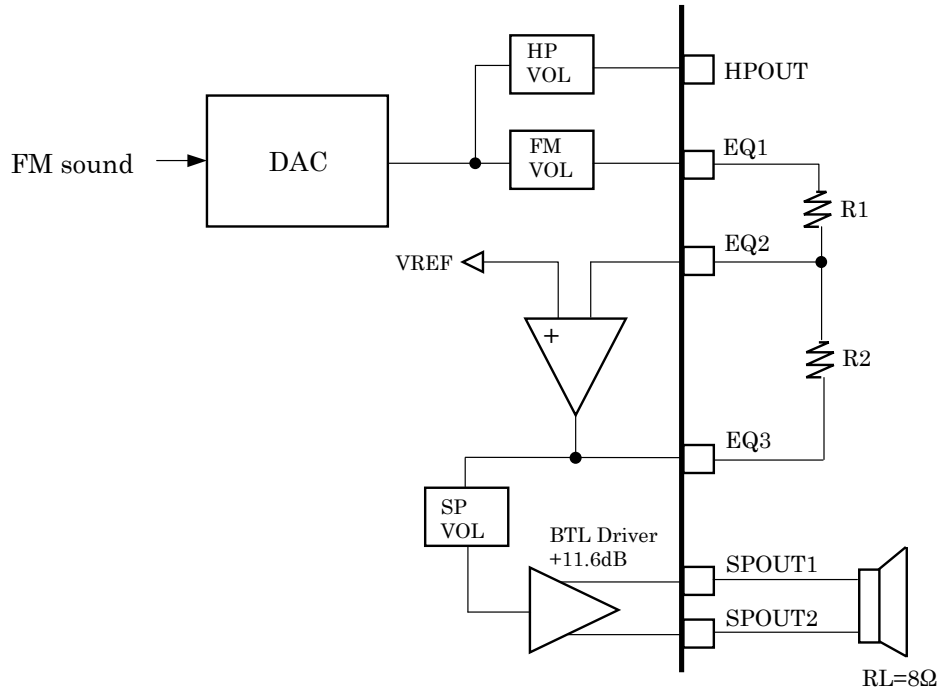 HP
VOL
HPOUT
FM sound
DAC
FM
VOL
EQ1
R1
VREF
EQ2
+
R2
EQ3
SP
VOL
BTL Driver
+11.6dB
SPOUT1
SPOUT2
RL=8Ω